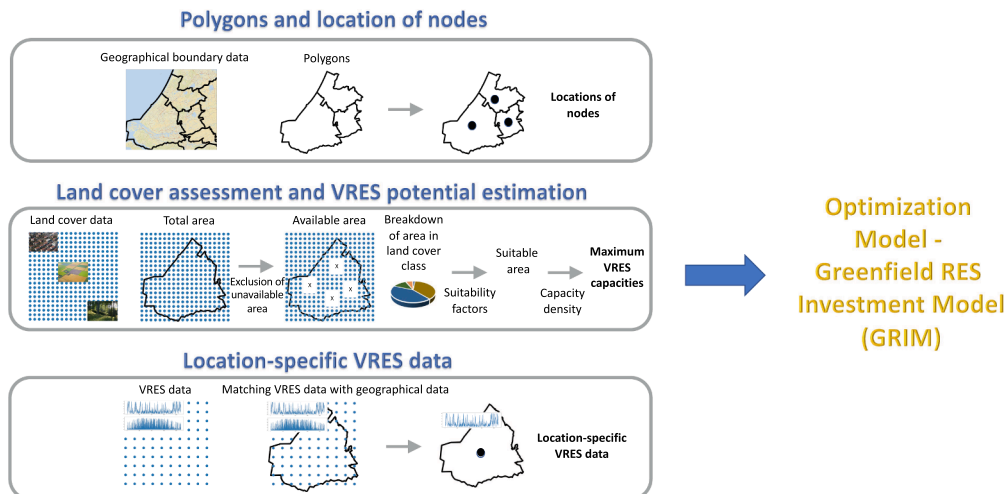 Polygons and location of nodes
Geographical boundary data
Polygons
Locations of
nodes
Land cover assessment and VRES potential estimation
Land cover data
Total area
Exclusion of
unavailable
area
Available area
X
X
X
X
Breakdown
of area in
land cover
class
Suitability
factors
Suitable
area
Capacity
density
Maximum
VRES
capacities
Location-specific VRES data
VRES data
Matching VRES data with geographical data
Location-specific
VRES data
Optimization
Model -
Greenfield RES
Investment Model
(GRIM)